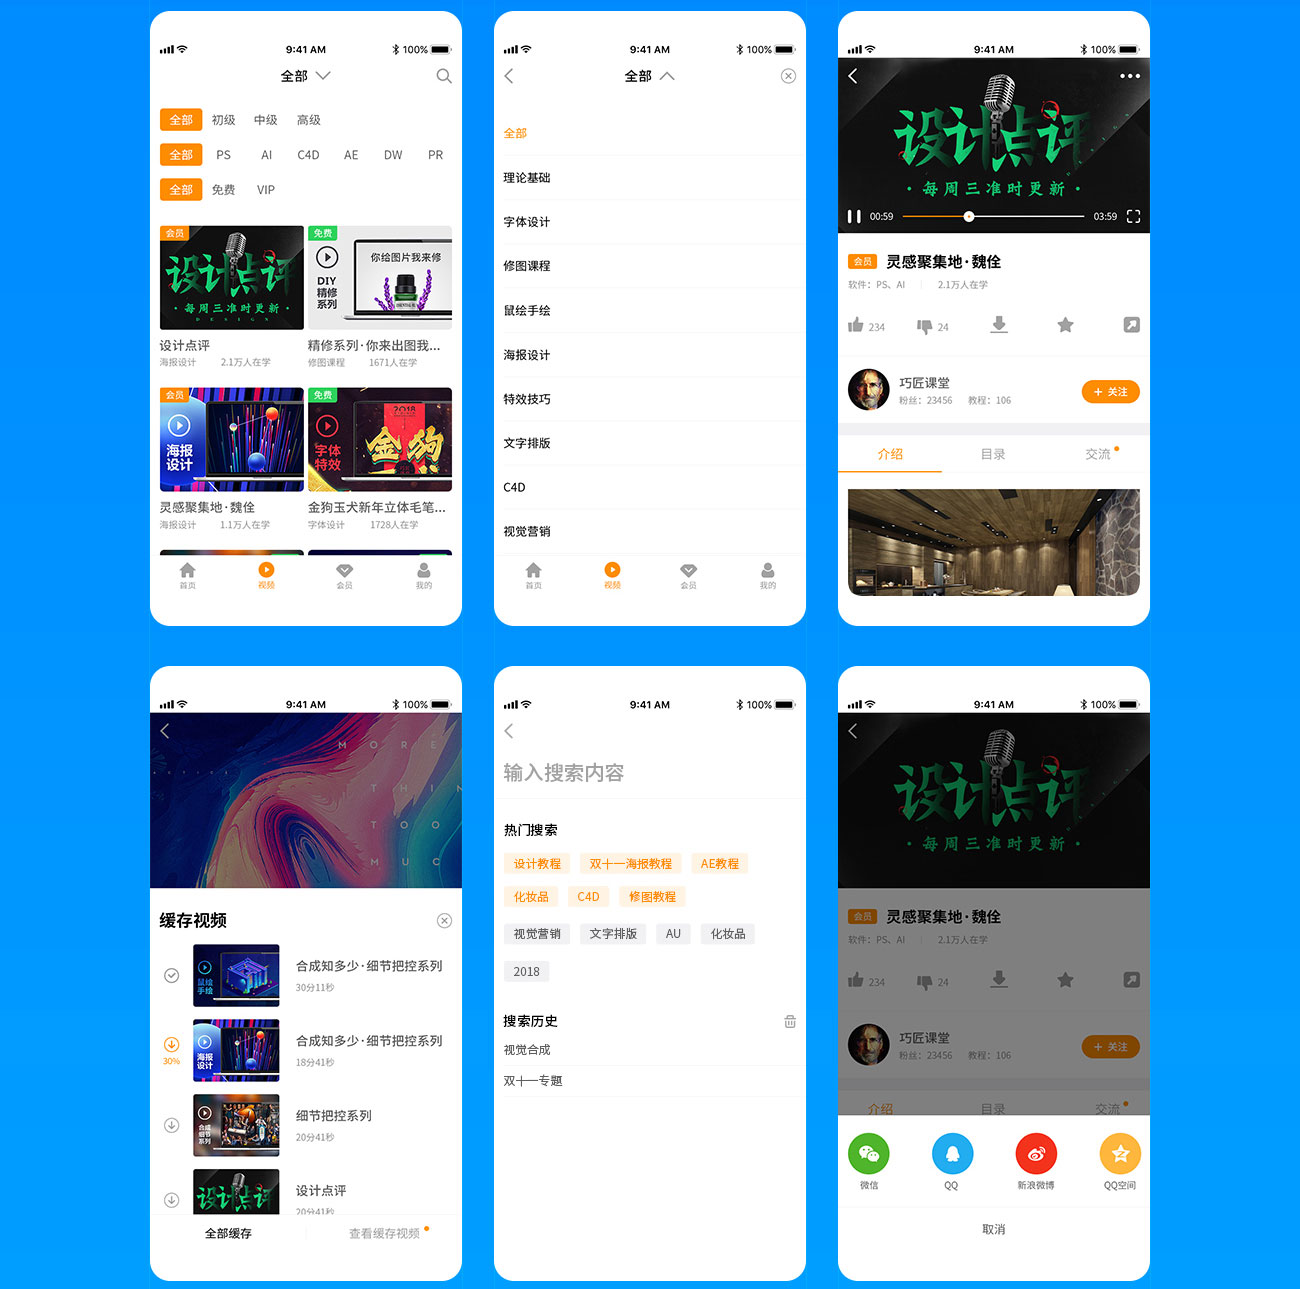 9:41 AM
100%
全部
全部 初级 中级 高级
全部 PS AI C4D AE DW PR
全部 免费 VIP
会员
设计点评
·每周三准时更新·
DESIGN
免费
你给图片我来修
DIY
精修
系列
设计点评
海报设计 2.1万人在学
精修系列·你来出图我...
修图课程 1671人在学
会员
海报
设计
免费
2018
金狗
字体
特效
灵感聚集地·魏佺
海报设计 1.1万人在学
金狗玉犬新年立体毛笔...
字体设计 1728人在学
首页 视频 会员 我的
9:41 AM
100%
全部
全部
理论基础
字体设计
修图课程
鼠绘手绘
海报设计
特效技巧
文字排版
C4D
视觉营销
首页 视频 会员 我的
9:41 AM
100%
设计点评
DESIGN
·每周三准时更新·
00:59 03:59
会员 灵感聚集地·魏佺
软件：PS、AI 2.1万人在学
234 24
巧匠课堂
粉丝：23456 教程：106
+ 关注
介绍 目录 交流
9:41 AM
100%
MORE
THIN
TOO
MUC
缓存视频
鼠绘
手绘
合成知多少·细节把控系列
30分11秒
30%
海报
设计
合成知多少·细节把控系列
18分41秒
合成
细节
系列
细节把控系列
20分41秒
设计点评
设计点评
20分41秒
全部缓存 查看缓存视频
9:41 AM
100%
输入搜索内容
热门搜索
设计教程 双十一海报教程 AE教程
化妆品 C4D 修图教程
视觉营销 文字排版 AU 化妆品
2018
搜索历史
视觉合成
双十一专题
9:41 AM
100%
设计点评
·每周三准时更新·
会员 灵感聚集地·魏佺
软件：PS、AI 2.1万人在学
234 24
巧匠课堂
粉丝：23456 教程：106
+ 关注
介绍 目录 交流
微信 QQ 新浪微博 QQ空间
取消